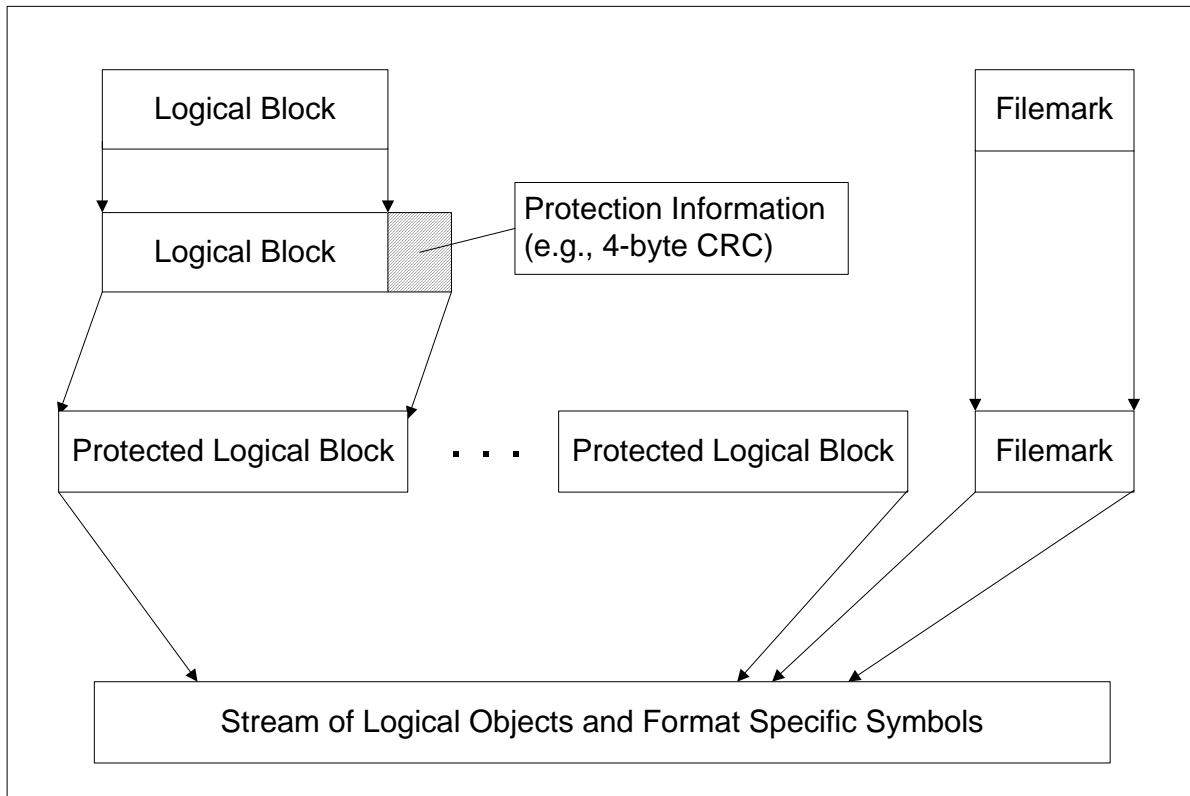 Logical Block
Filemark
Logical Block
Protection Information
(e.g., 4-byte CRC)
Protected Logical Block
. . .
Protected Logical Block
Filemark
Stream of Logical Objects and Format Specific Symbols